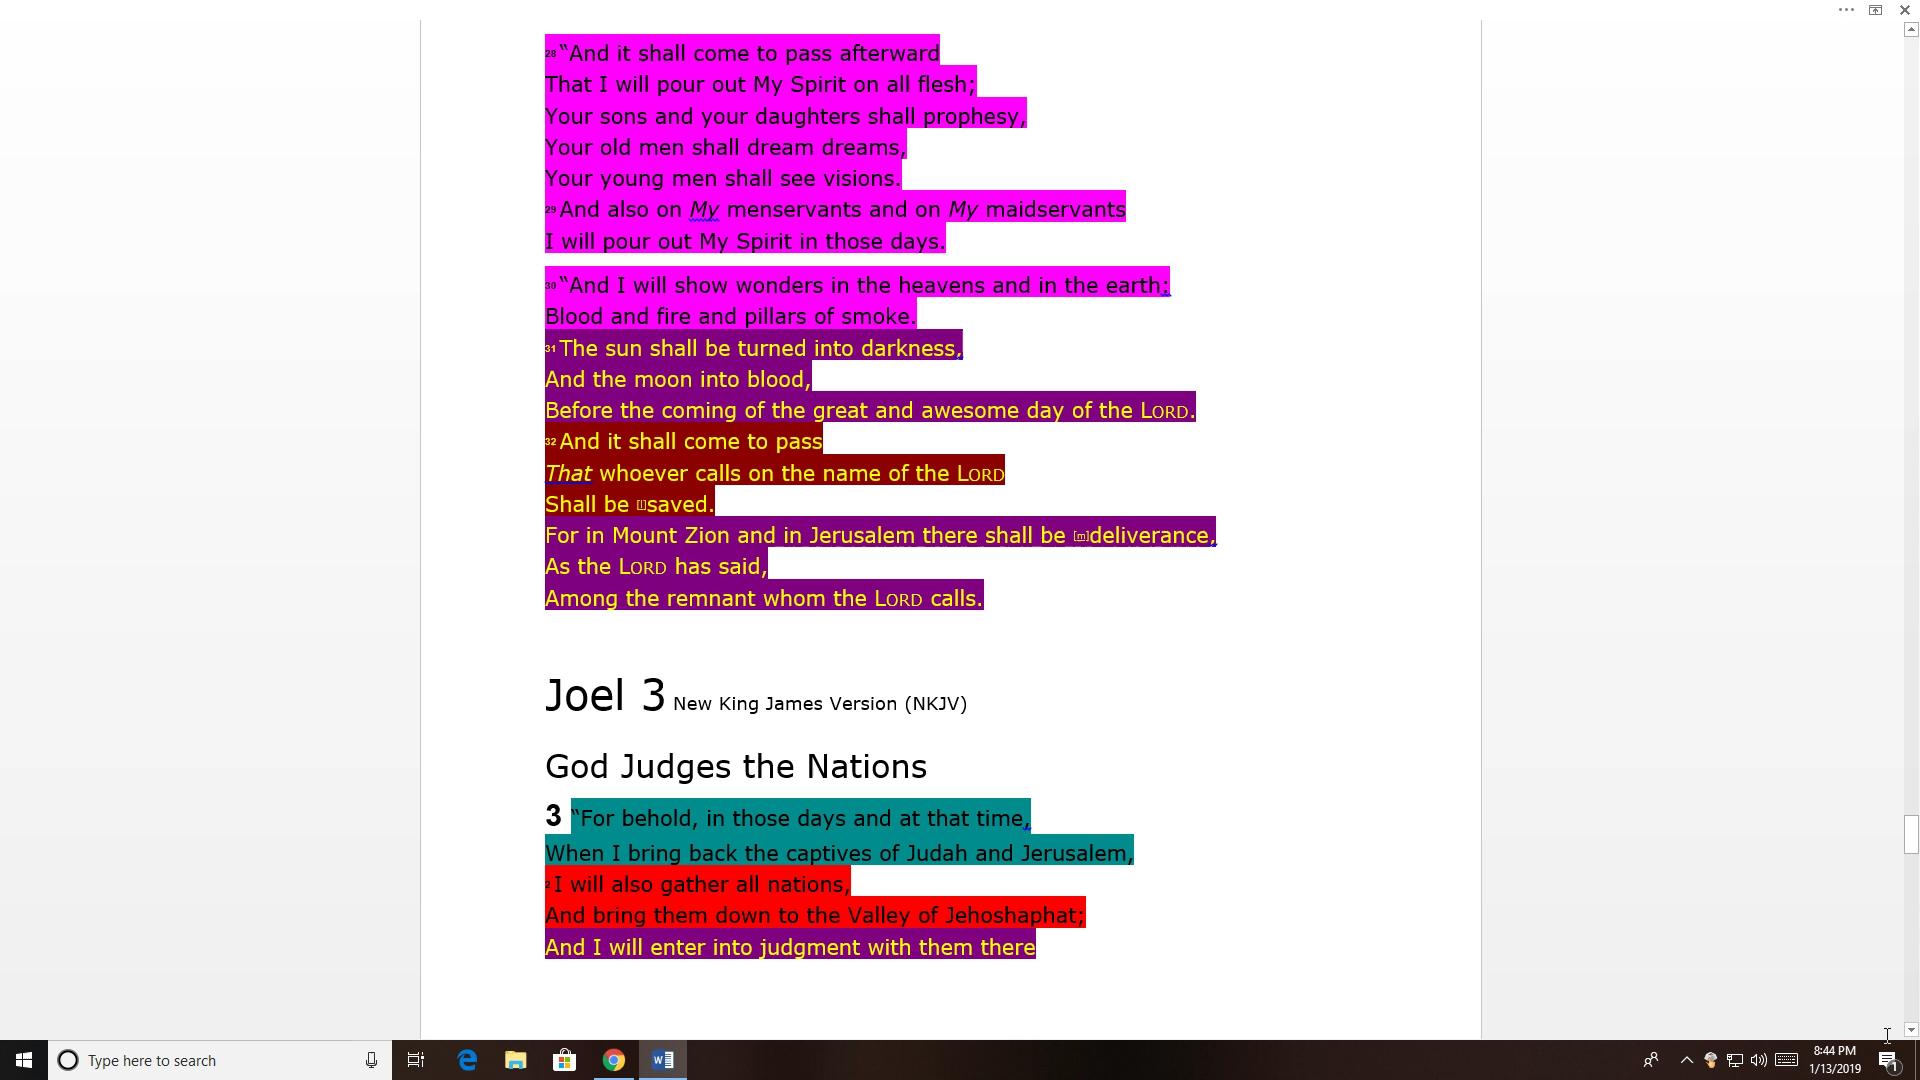 28 “And it shall come to pass afterward
That I will pour out My Spirit on all flesh;
Your sons and your daughters shall prophesy,
Your old men shall dream dreams,
Your young men shall see visions.
29 And also on My menservants and on My maidservants
I will pour out My Spirit in those days.
30 “And I will show wonders in the heavens and in the earth:
Blood and fire and pillars of smoke.
31 The sun shall be turned into darkness,
And the moon into blood,
Before the coming of the great and awesome day of the LORD.
32 And it shall come to pass
That whoever calls on the name of the LORD
Shall be [l]saved.
For in Mount Zion and in Jerusalem there shall be [m]deliverance,
As the LORD has said,
Among the remnant whom the LORD calls.
Joel 3 New King James Version (NKJV)
God Judges the Nations
3 “For behold, in those days and at that time,
When I bring back the captives of Judah and Jerusalem,
2 I will also gather all nations,
And bring them down to the Valley of Jehoshaphat;
And I will enter into judgment with them there
Type here to search
8:44 PM
1/13/2019
1